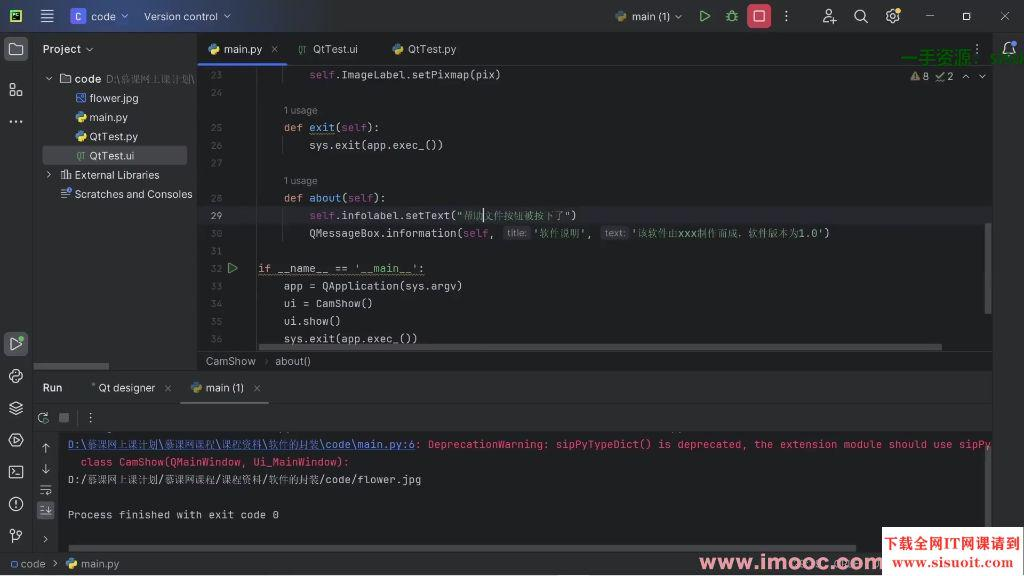 C code Version control main (1)
Project
main.py
QtTest.ui
QtTest.py
一手资源:
8 2
code D:\慕课网上课计划\
flower.jpg
main.py
QtTest.py
QtTest.ui
External Libraries
Scratches and Consoles
23 self.ImageLabel.setPixmap(pix)
24
1 usage
25 def exit(self):
26 sys.exit(app.exec_())
27
1 usage
28 def about(self):
29 self.infolabel.setText("帮助文件按钮被按下了")
30 QMessageBox.information(self, title: '软件说明', text: '该软件由xxx制作而成，软件版本为1.0')
31
32 if __name__ == '__main__':
33 app = QApplication(sys.argv)
34 ui = CamShow()
35 ui.show()
36 sys.exit(app.exec_())
CamShow › about()
Run Qt designer main (1)
D:\慕课网上课计划\慕课网课程\课程资料\软件的封装\code\main.py:6: DeprecationWarning: sipPyTypeDict() is deprecated, the extension module should use sipPy
class CamShow(QMainWindow, Ui_MainWindow):
D:/慕课网上课计划/慕课网课程/课程资料/软件的封装/code/flower.jpg
Process finished with exit code 0
下载全网IT网课请到
www.sisuoit.com
www.imooc.com
code › main.py